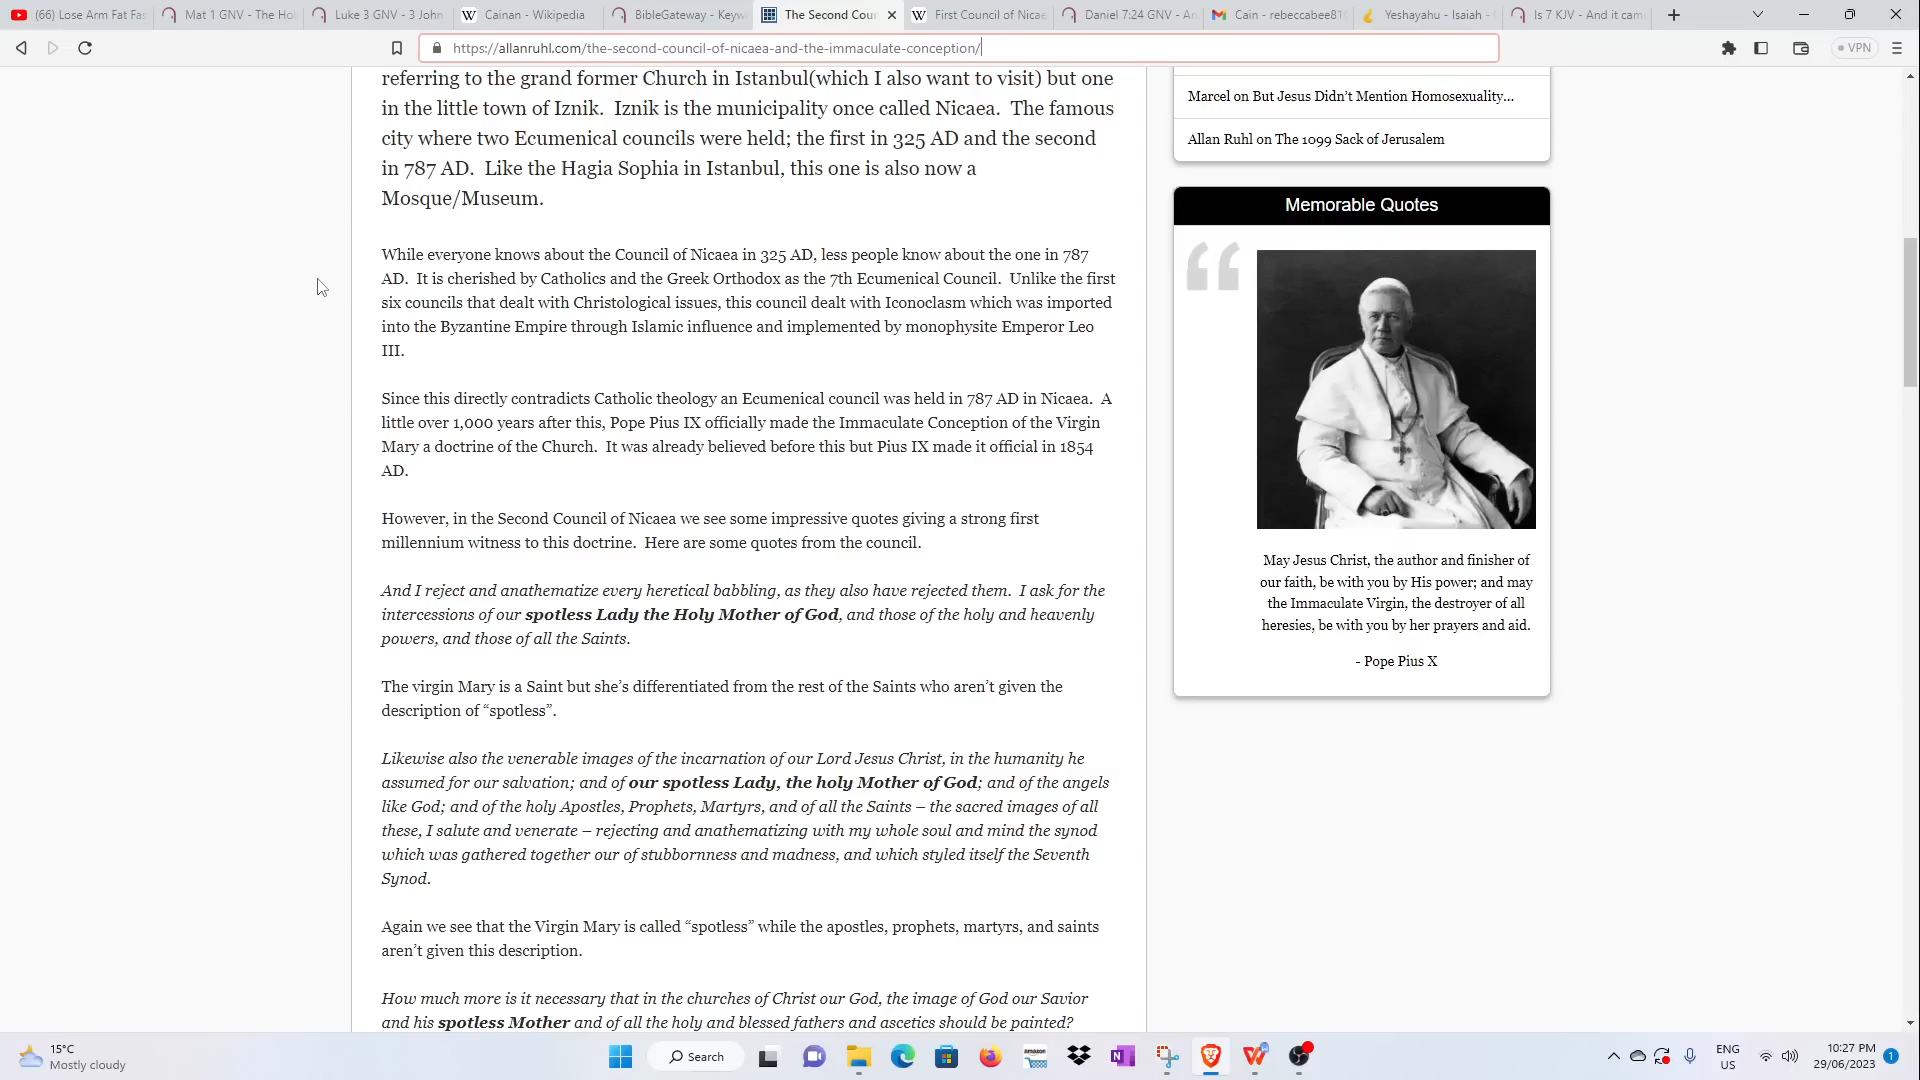 (66) Lose Arm Fat Fas
Mat 1 GNV - The Hol
Luke 3 GNV - 3 John
Cainan - Wikipedia
BibleGateway - Keyw
The Second Coun
First Council of Nicae
Daniel 7:24 GNV - An
Cain - rebeccabee81
Yeshayahu - Isaiah -
Is 7 KJV - And it cam
https://allanruhl.com/the-second-council-of-nicaea-and-the-immaculate-conception/
VPN
referring to the grand former Church in Istanbul(which I also want to visit) but one
in the little town of Iznik.  Iznik is the municipality once called Nicaea.  The famous
city where two Ecumenical councils were held; the first in 325 AD and the second
in 787 AD.  Like the Hagia Sophia in Istanbul, this one is also now a
Mosque/Museum.
While everyone knows about the Council of Nicaea in 325 AD, less people know about the one in 787
AD.  It is cherished by Catholics and the Greek Orthodox as the 7th Ecumenical Council.  Unlike the first
six councils that dealt with Christological issues, this council dealt with Iconoclasm which was imported
into the Byzantine Empire through Islamic influence and implemented by monophysite Emperor Leo
III.
Since this directly contradicts Catholic theology an Ecumenical council was held in 787 AD in Nicaea.  A
little over 1,000 years after this, Pope Pius IX officially made the Immaculate Conception of the Virgin
Mary a doctrine of the Church.  It was already believed before this but Pius IX made it official in 1854
AD.
However, in the Second Council of Nicaea we see some impressive quotes giving a strong first
millennium witness to this doctrine.  Here are some quotes from the council.
And I reject and anathematize every heretical babbling, as they also have rejected them.  I ask for the
intercessions of our spotless Lady the Holy Mother of God, and those of the holy and heavenly
powers, and those of all the Saints.
The virgin Mary is a Saint but she's differentiated from the rest of the Saints who aren't given the
description of “spotless”.
Likewise also the venerable images of the incarnation of our Lord Jesus Christ, in the humanity he
assumed for our salvation; and of our spotless Lady, the holy Mother of God; and of the angels
like God; and of the holy Apostles, Prophets, Martyrs, and of all the Saints – the sacred images of all
these, I salute and venerate – rejecting and anathematizing with my whole soul and mind the synod
which was gathered together our of stubbornness and madness, and which styled itself the Seventh
Synod.
Again we see that the Virgin Mary is called “spotless” while the apostles, prophets, martyrs, and saints
aren't given this description.
How much more is it necessary that in the churches of Christ our God, the image of God our Savior
and his spotless Mother and of all the holy and blessed fathers and ascetics should be painted?
Marcel on But Jesus Didn't Mention Homosexuality…
Allan Ruhl on The 1099 Sack of Jerusalem
Memorable Quotes
May Jesus Christ, the author and finisher of
our faith, be with you by His power; and may
the Immaculate Virgin, the destroyer of all
heresies, be with you by her prayers and aid.
- Pope Pius X
15°C
Mostly cloudy
Search
amazon
ENG
US
10:27 PM
29/06/2023
1